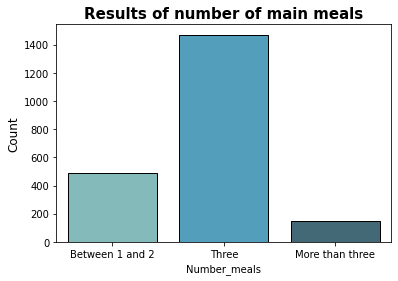 Results of number of main meals
Count
1400
1200
1000
800
600
400
200
0
Between 1 and 2 Three More than three
Number_meals